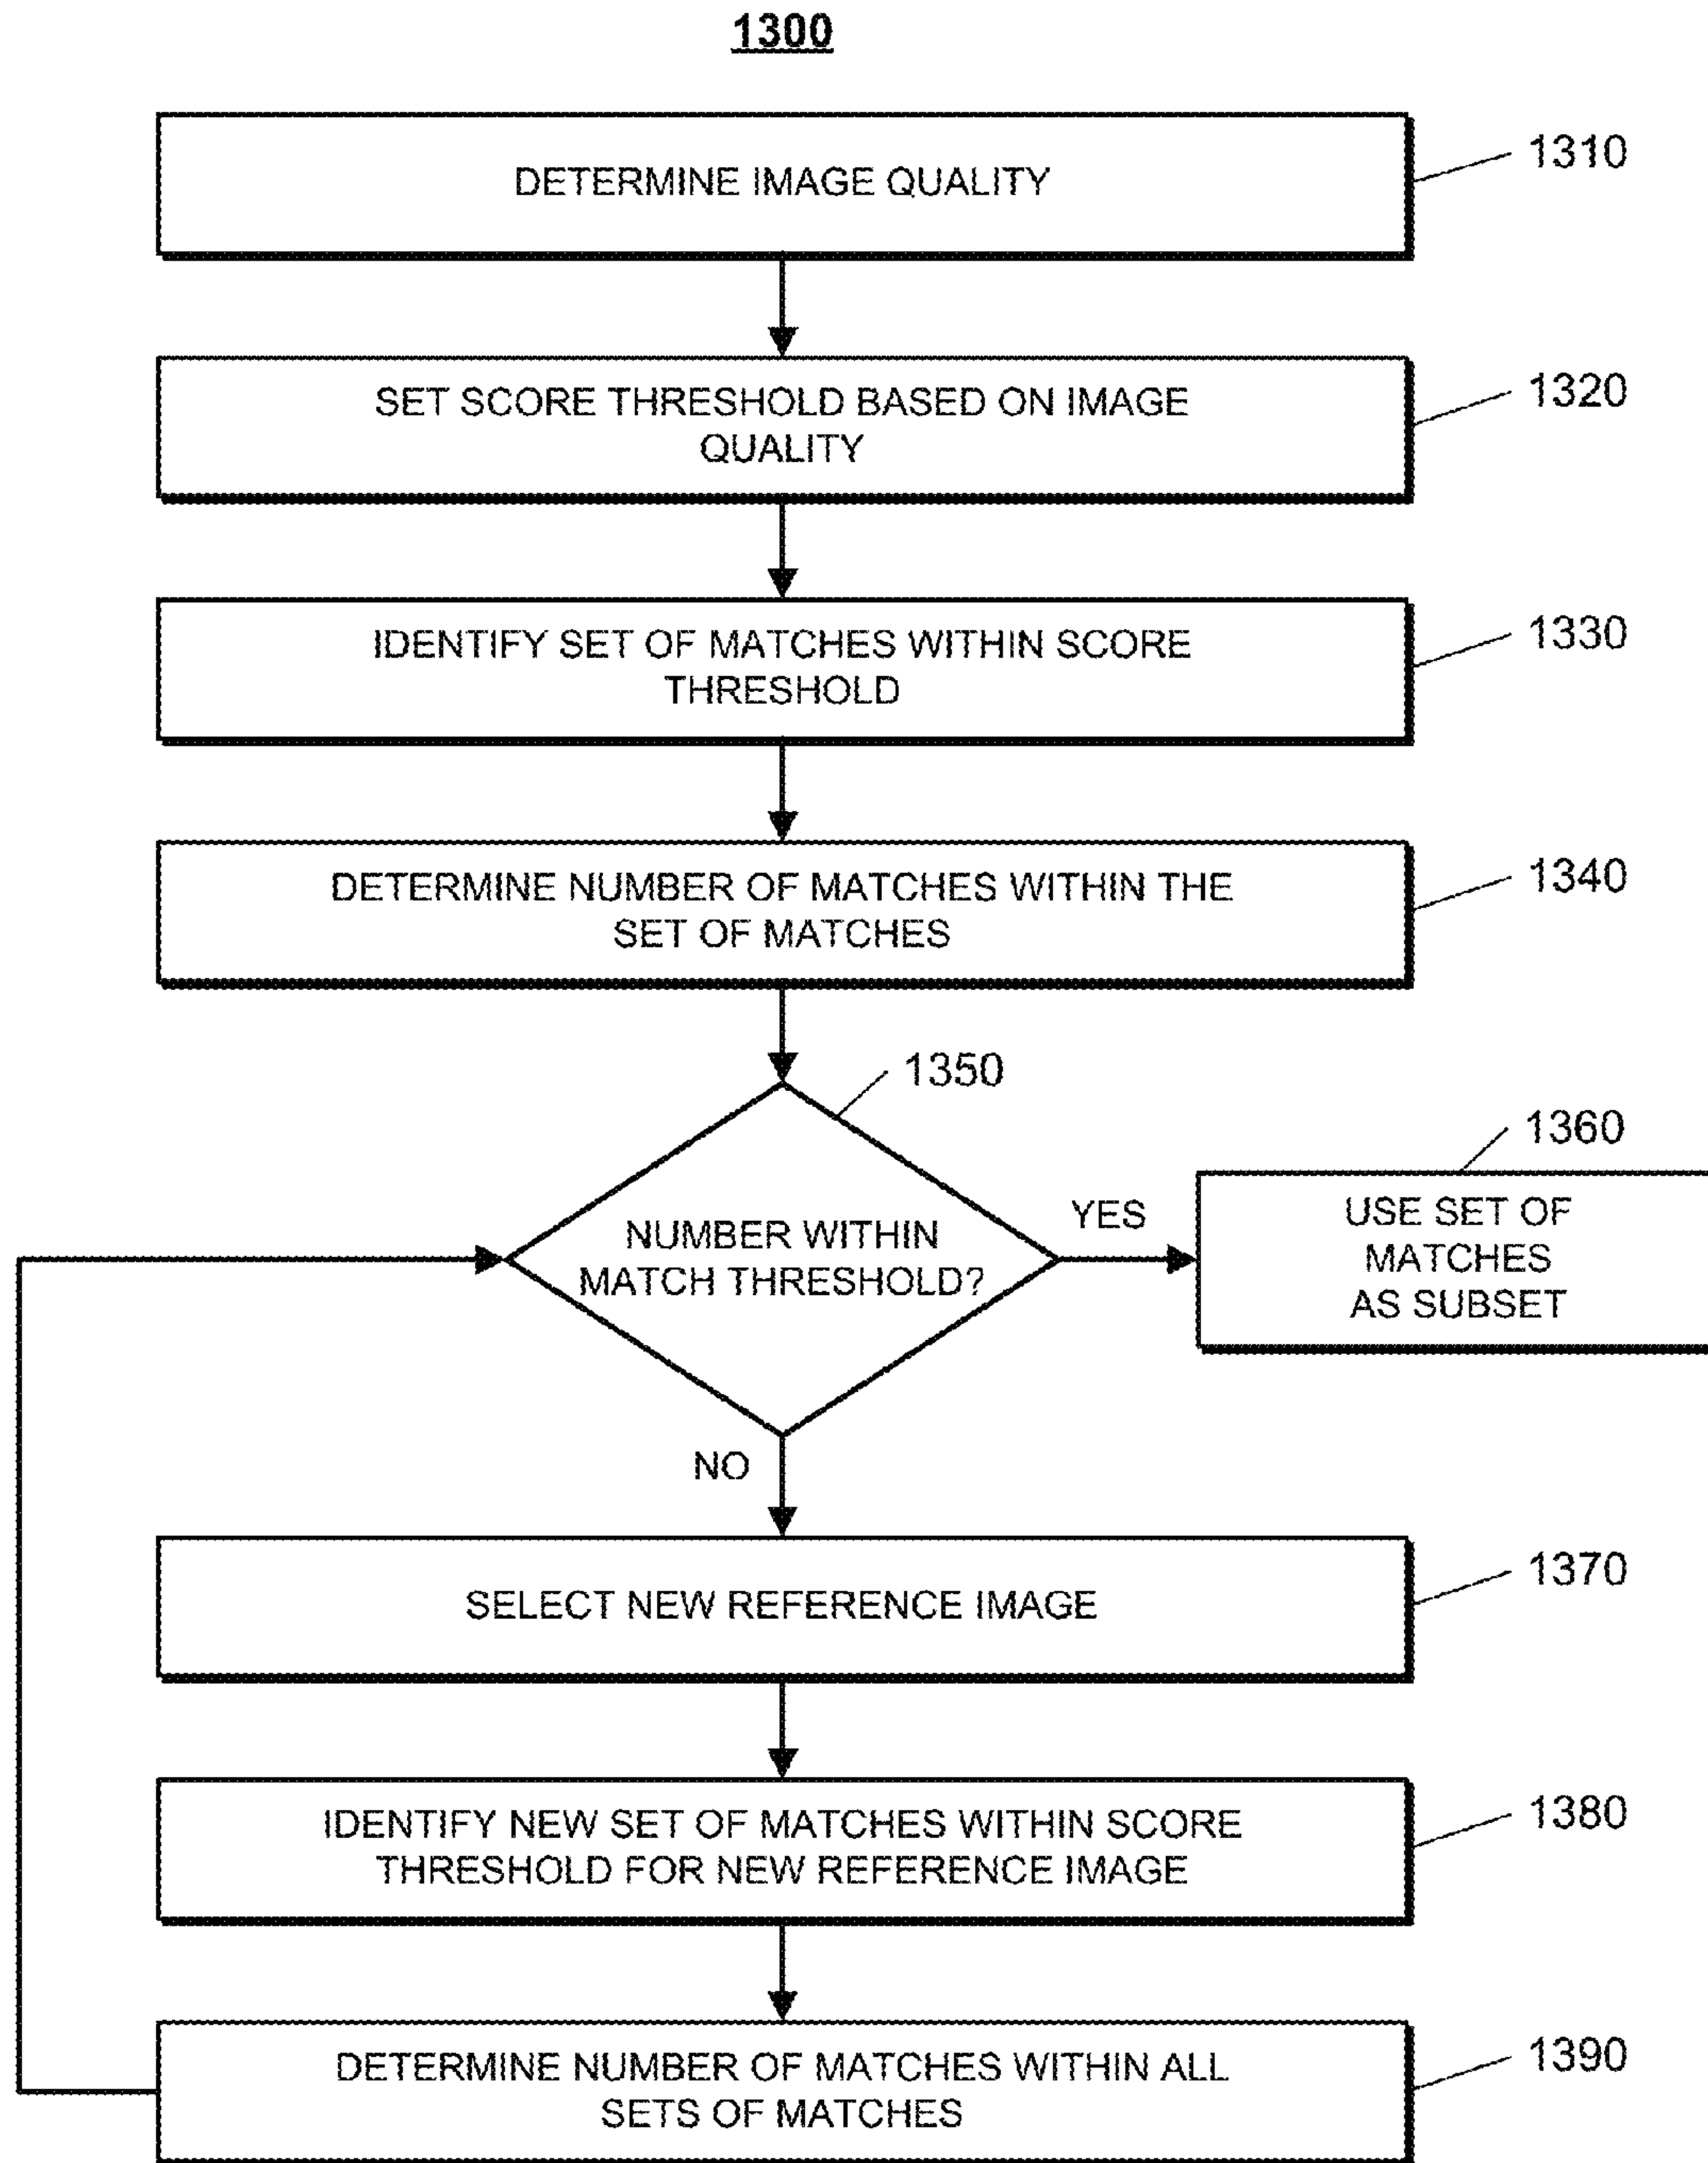 1300
DETERMINE IMAGE QUALITY
1310
SET SCORE THRESHOLD BASED ON IMAGE
QUALITY
1320
IDENTIFY SET OF MATCHES WITHIN SCORE
THRESHOLD
1330
DETERMINE NUMBER OF MATCHES WITHIN THE
SET OF MATCHES
1340
1350
NUMBER WITHIN
MATCH THRESHOLD?
YES
1360
USE SET OF
MATCHES
AS SUBSET
NO
SELECT NEW REFERENCE IMAGE
1370
IDENTIFY NEW SET OF MATCHES WITHIN SCORE
THRESHOLD FOR NEW REFERENCE IMAGE
1380
DETERMINE NUMBER OF MATCHES WITHIN ALL
SETS OF MATCHES
1390